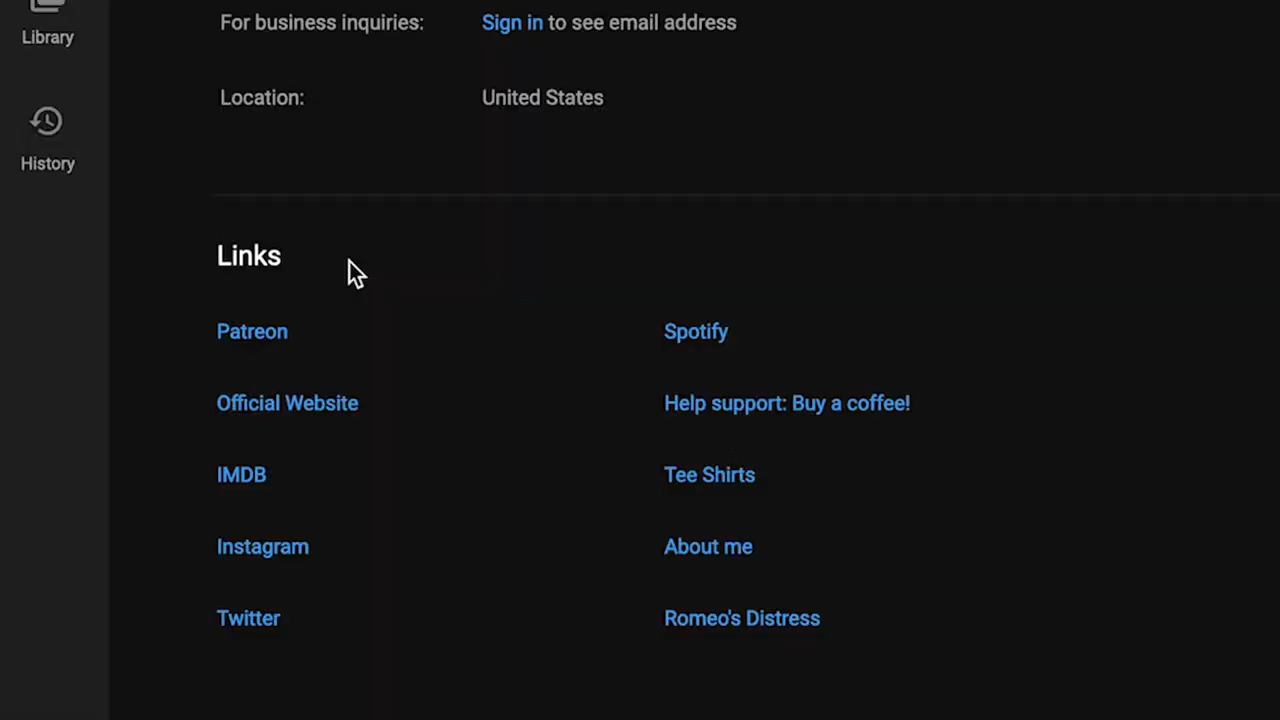 Library
History
For business inquiries: Sign in to see email address
Location: United States
Links
Patreon Spotify
Official Website Help support: Buy a coffee!
IMDB Tee Shirts
Instagram About me
Twitter Romeo's Distress